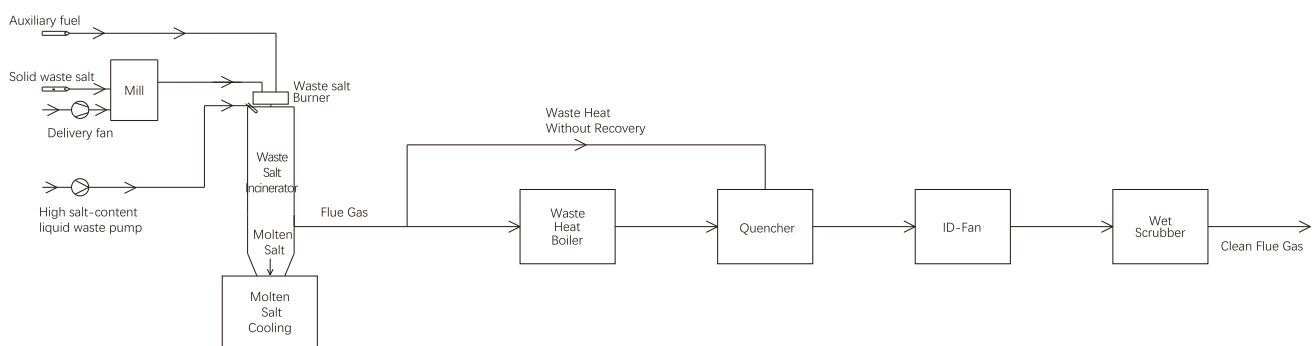 Auxiliary fuel
Solid waste salt
Mill
Delivery fan
High salt-content
liquid waste pump
Waste salt
Burner
Waste
Salt
Incinerator
Molten
Salt
Molten
Salt
Cooling
Flue Gas
Waste Heat
Without Recovery
Waste
Heat
Boiler
Quencher
ID-Fan
Wet
Scrubber
Clean Flue Gas